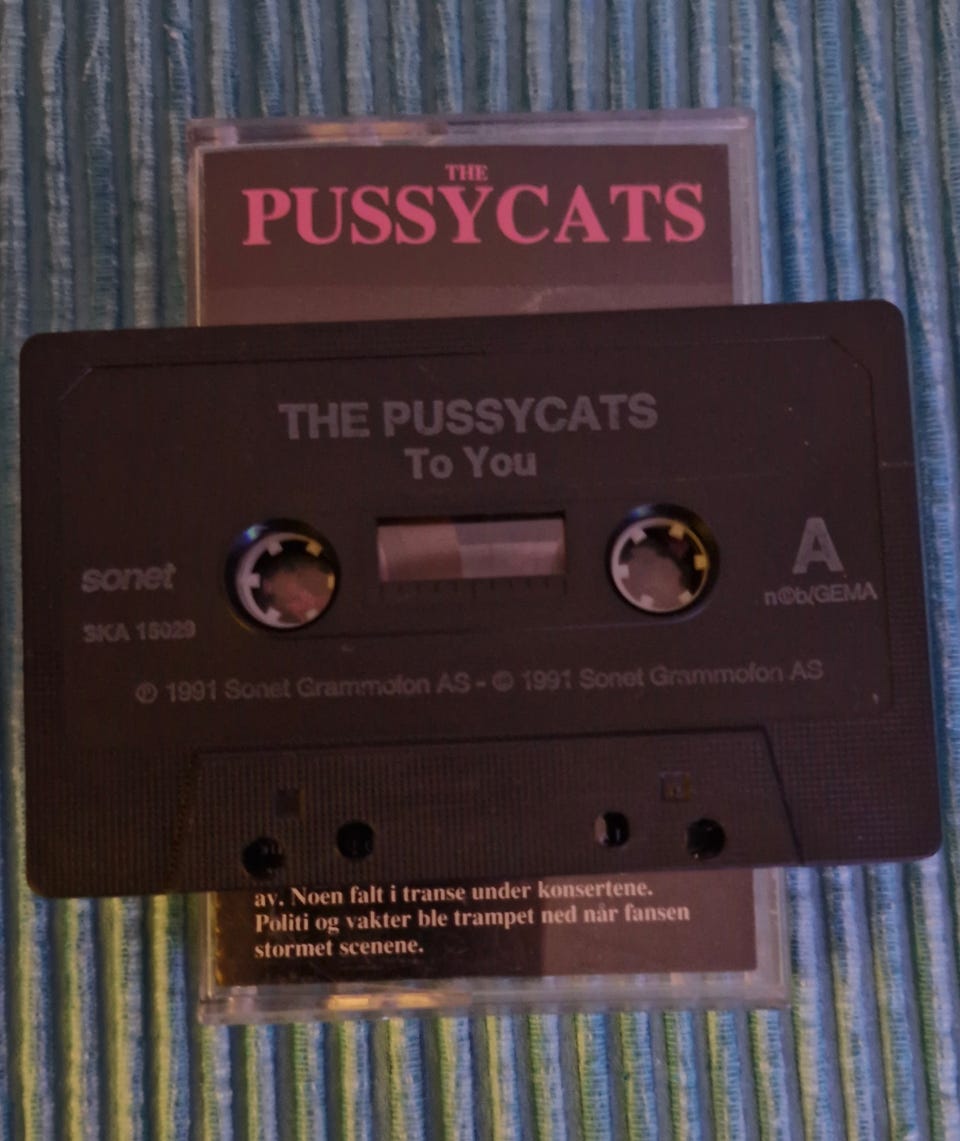 THE
PUSSYCATS
THE PUSSYCATS
To You
sonet
A
n©b/GEMA
SKA 15029
℗ 1991 Sonet Grammofon AS - © 1991 Sonet Grammofon AS
av. Noen falt i transe under konsertene.
Politi og vakter ble trampet ned når fansen
stormet scenene.